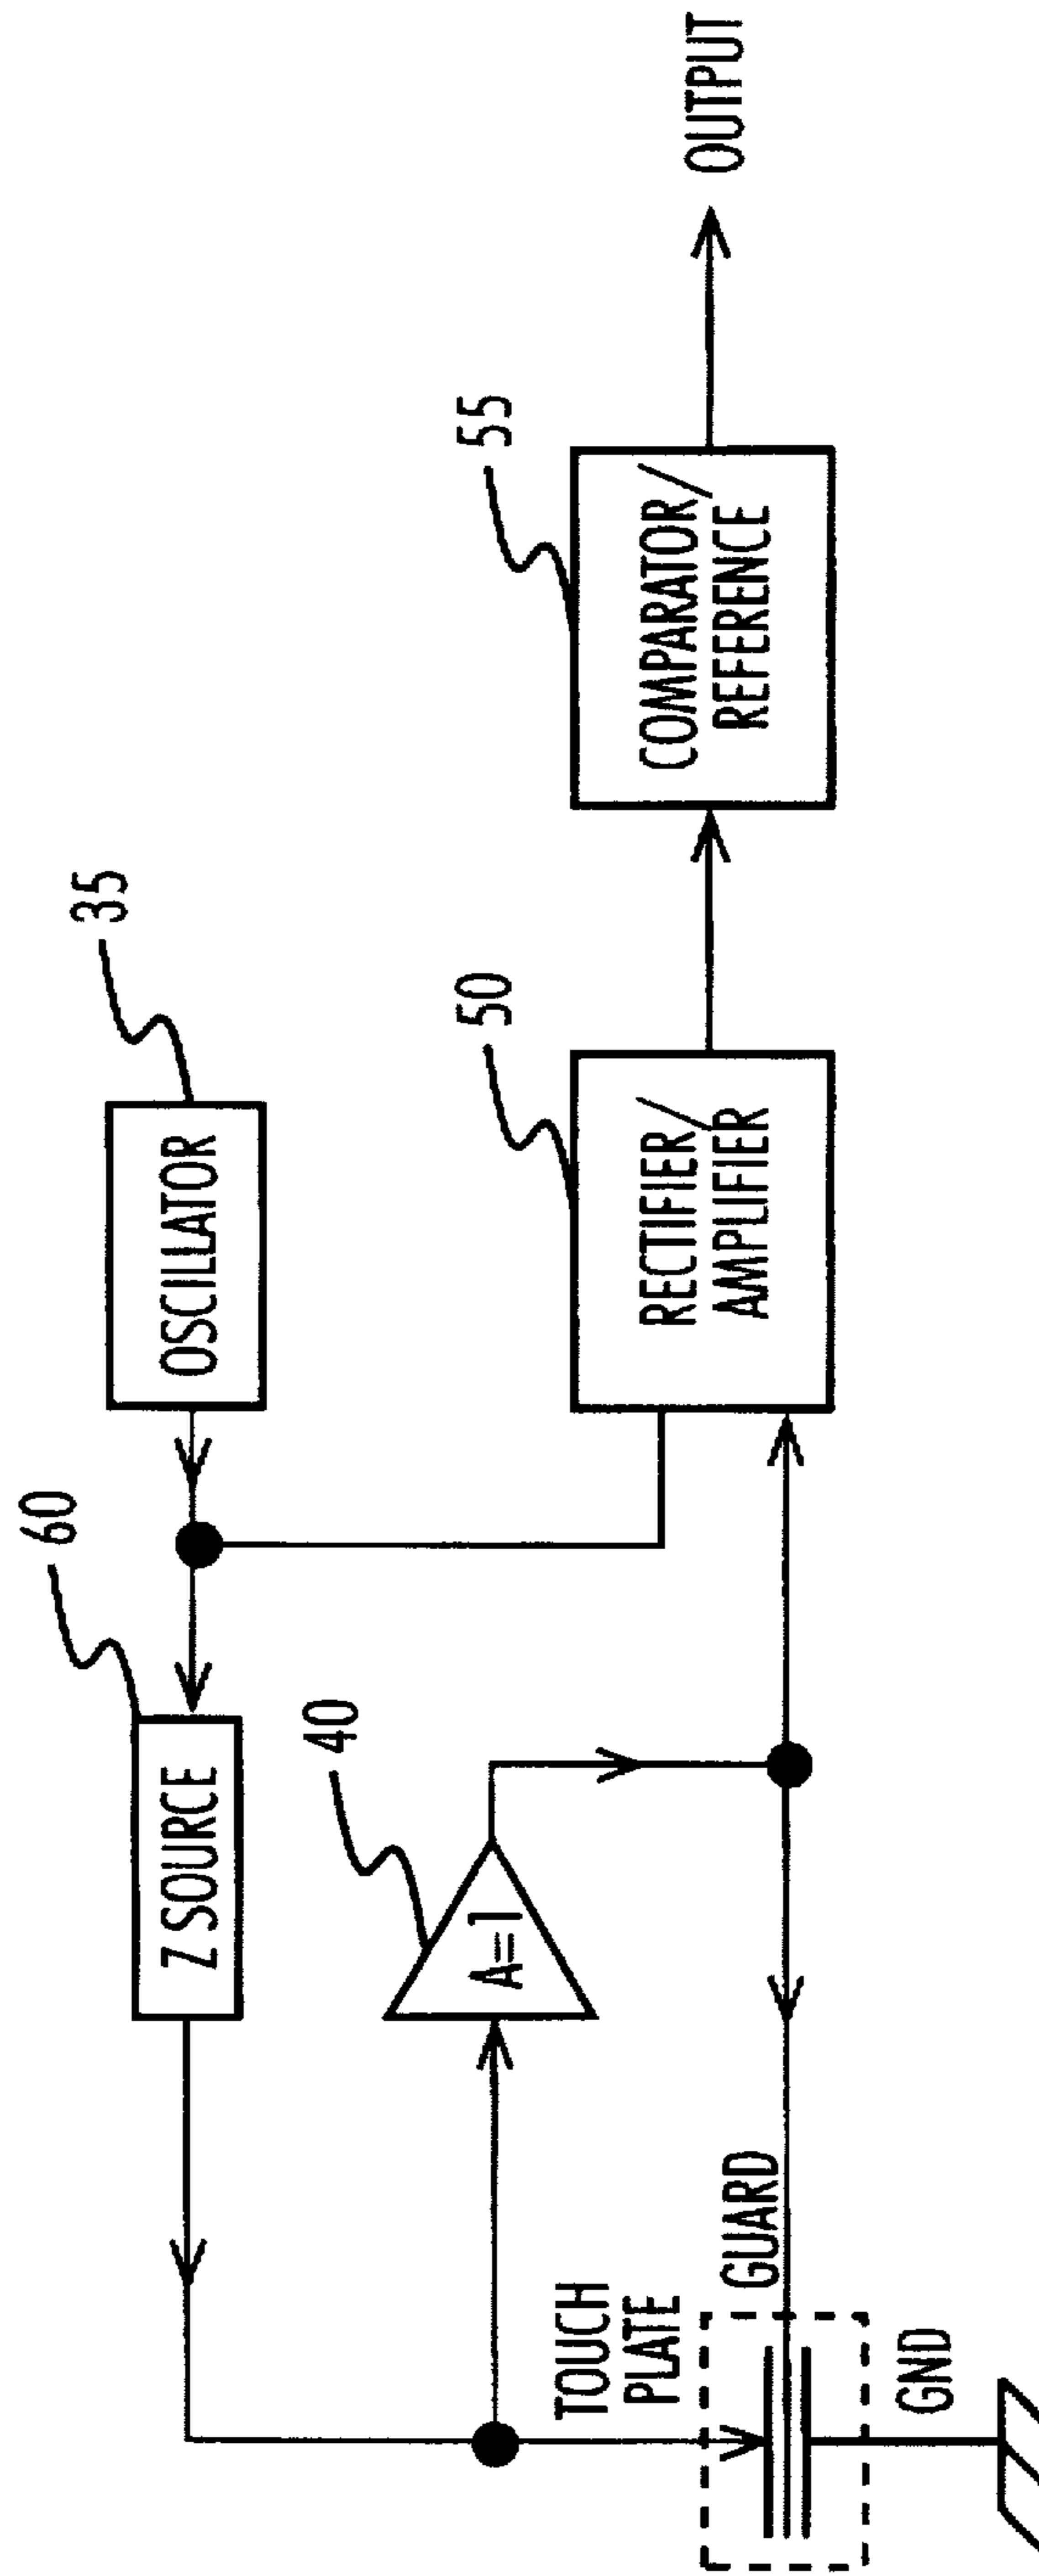 60
35
Z SOURCE
OSCILLATOR
40
A=1
50
55
TOUCH
PLATE
RECTIFIER/
AMPLIFIER
COMPARATOR/
REFERENCE
OUTPUT
GUARD
GND